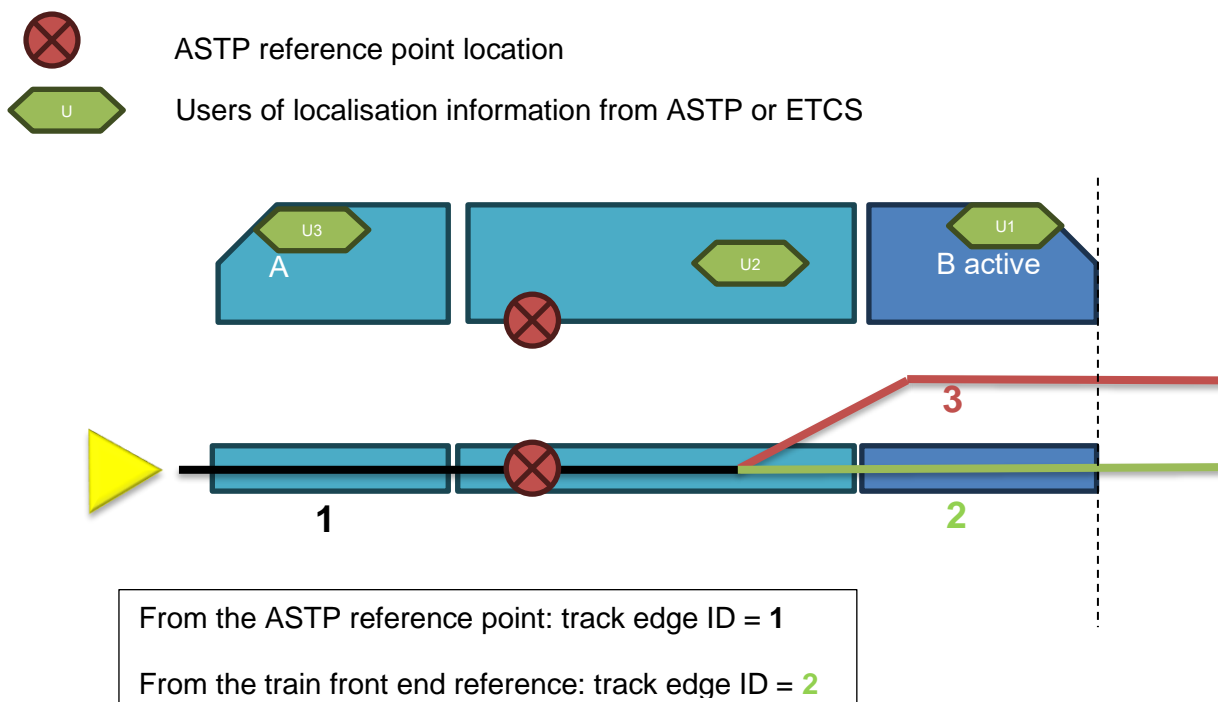 ASTP reference point location
U
Users of localisation information from ASTP or ETCS
U3
A
U2
U1
B active
3
1
2
From the ASTP reference point: track edge ID = 1
From the train front end reference: track edge ID = 2